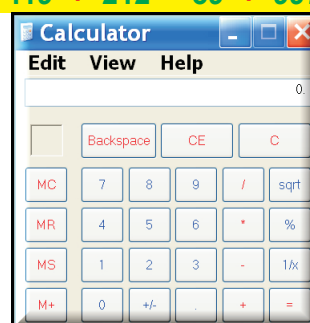 Calculator
Edit View Help
0.
Backspace CE C
MC 7 8 9 / sqrt
MR 4 5 6 * %
MS 1 2 3 - 1/x
M+ 0 +/- . + =